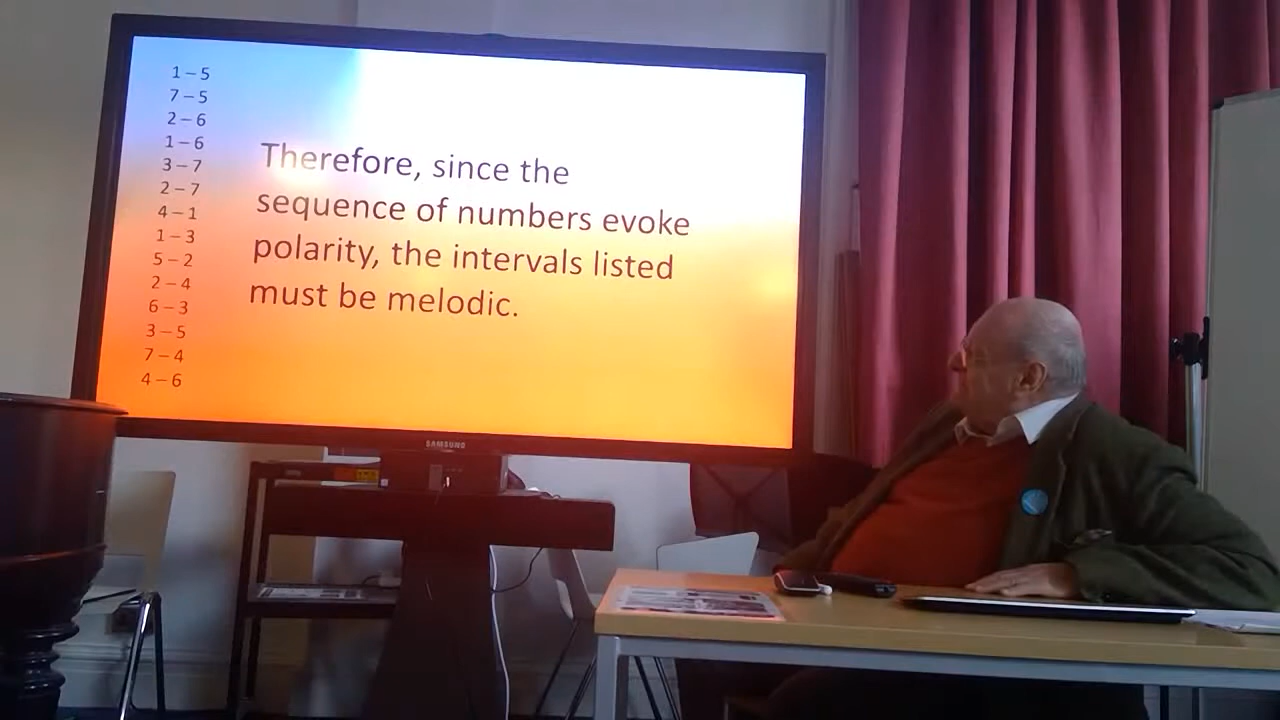 1 – 5
7 – 5
2 – 6
1 – 6
3 – 7
2 – 7
4 – 1
1 – 3
5 – 2
2 – 4
6 – 3
3 – 5
7 – 4
4 – 6
Therefore, since the
sequence of numbers evoke
polarity, the intervals listed
must be melodic.
SAMSUNG